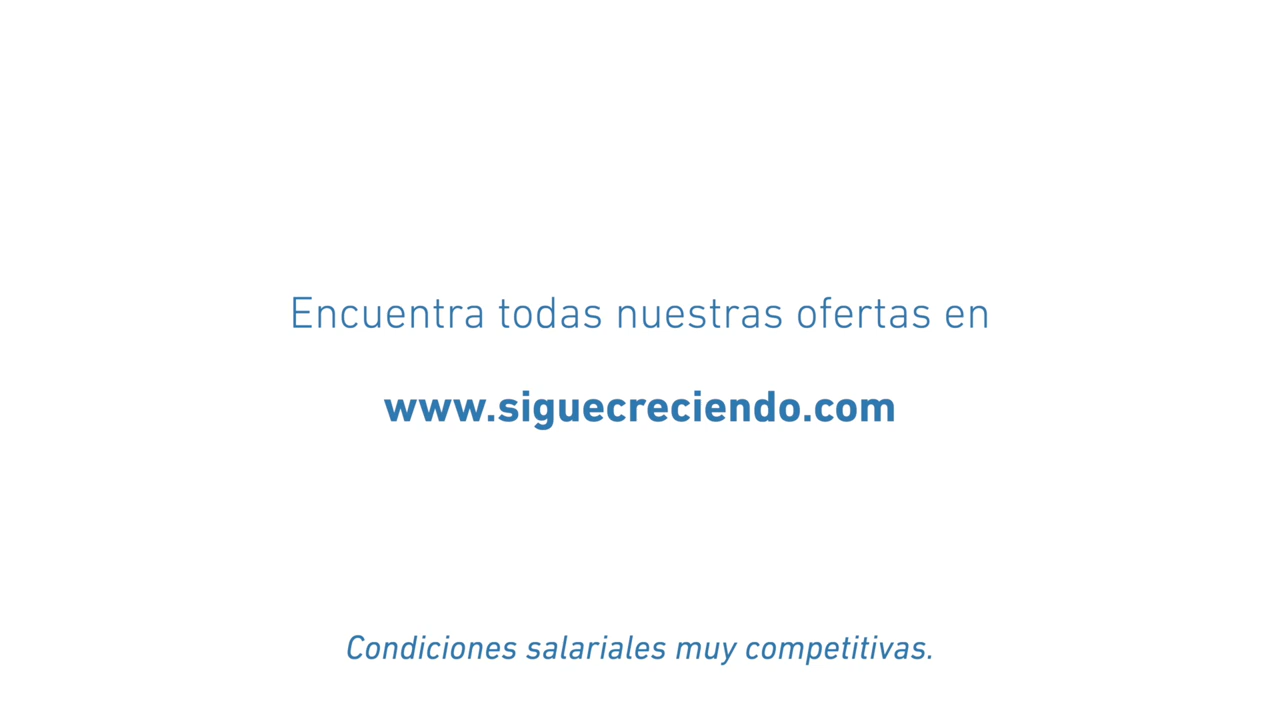 Encuentra todas nuestras ofertas en
www.siguecreciendo.com
Condiciones salariales muy competitivas.